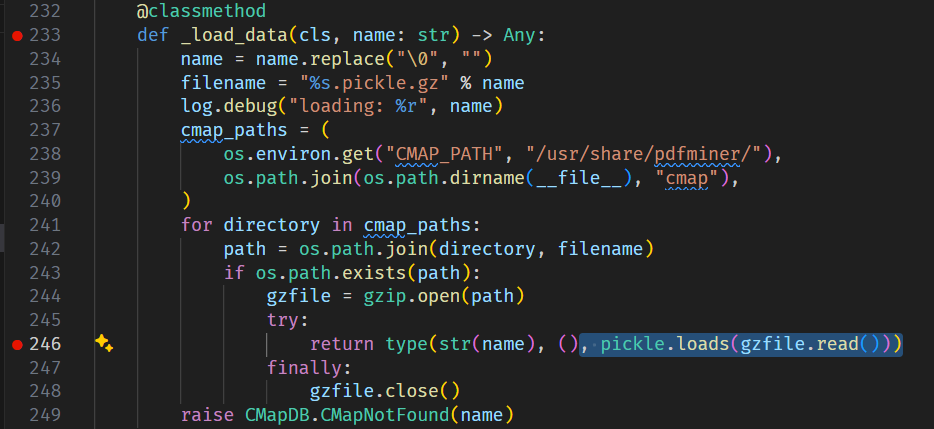 232 @classmethod
233 def _load_data(cls, name: str) -> Any:
234 name = name.replace("\0", "")
235 filename = "%s.pickle.gz" % name
236 log.debug("loading: %r", name)
237 cmap_paths = (
238 os.environ.get("CMAP_PATH", "/usr/share/pdfminer/"),
239 os.path.join(os.path.dirname(__file__), "cmap"),
240 )
241 for directory in cmap_paths:
242 path = os.path.join(directory, filename)
243 if os.path.exists(path):
244 gzfile = gzip.open(path)
245 try:
246 return type(str(name), (), pickle.loads(gzfile.read()))
247 finally:
248 gzfile.close()
249 raise CMapDB.CMapNotFound(name)